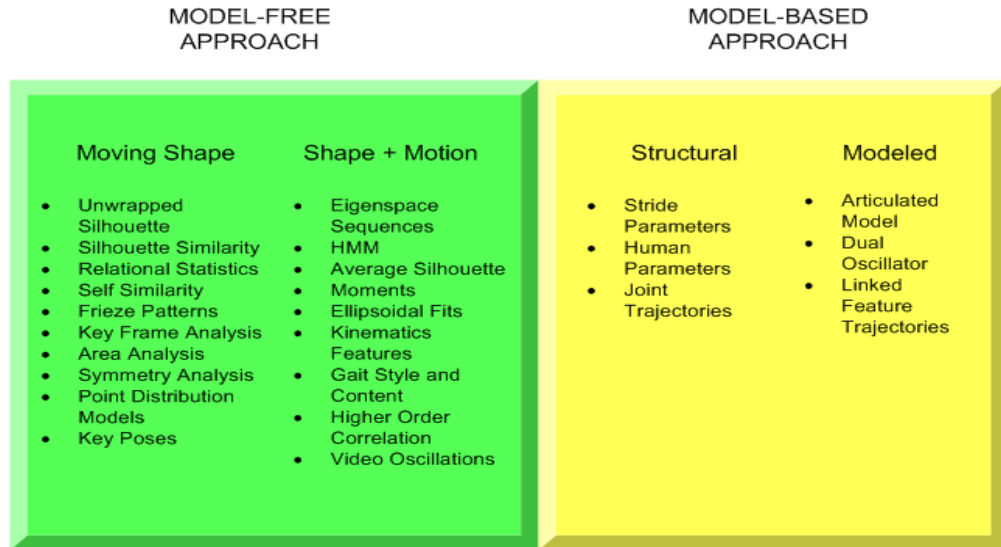 MODEL-FREE
APPROACH
MODEL-BASED
APPROACH
Moving Shape
• Unwrapped
Silhouette
• Silhouette Similarity
• Relational Statistics
• Self Similarity
• Frieze Patterns
• Key Frame Analysis
• Area Analysis
• Symmetry Analysis
• Point Distribution
Models
• Key Poses
Shape + Motion
• Eigenspace
Sequences
• HMM
• Average Silhouette
• Moments
• Ellipsoidal Fits
• Kinematics
Features
• Gait Style and
Content
• Higher Order
Correlation
• Video Oscillations
Structural
• Stride
Parameters
• Human
Parameters
• Joint
Trajectories
Modeled
• Articulated
Model
• Dual
Oscillator
• Linked
Feature
Trajectories